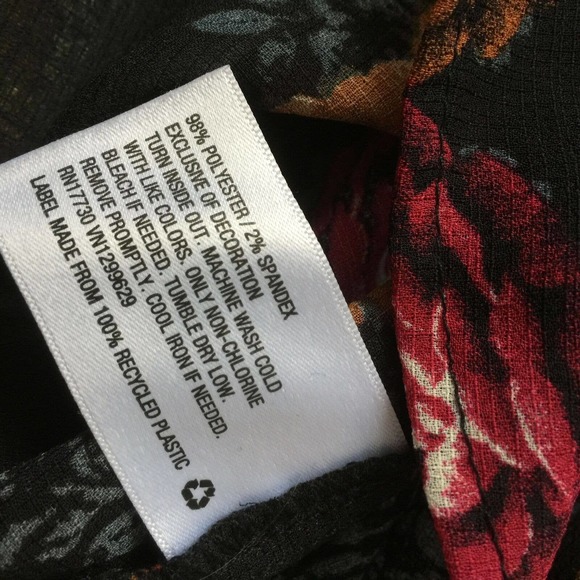 98% POLYESTER / 2% SPANDEX
EXCLUSIVE OF DECORATION
TURN INSIDE OUT. MACHINE WASH COLD
WITH LIKE COLORS. ONLY NON-CHLORINE
BLEACH IF NEEDED. TUMBLE DRY LOW.
REMOVE PROMPTLY. COOL IRON IF NEEDED.
RN17730 VN1299629
LABEL MADE FROM 100% RECYCLED PLASTIC